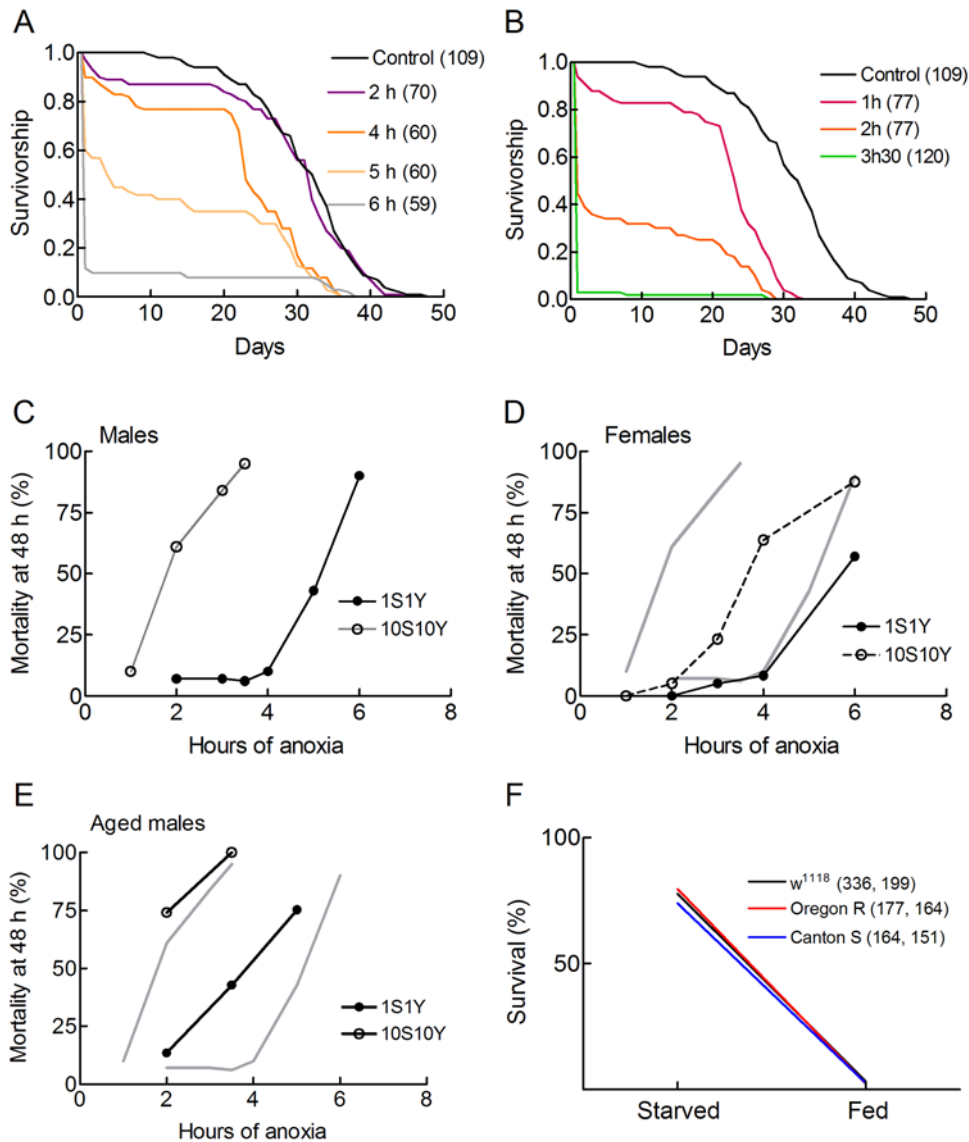 A
Survivorship
1.0
0.8
0.6
0.4
0.2
0.0
0 10 20 30 40 50
Days
Control (109)
2 h (70)
4 h (60)
5 h (60)
6 h (59)
B
Survivorship
1.0
0.8
0.6
0.4
0.2
0.0
0 10 20 30 40 50
Days
Control (109)
1h (77)
2h (77)
3h30 (120)
C
Males
Mortality at 48 h (%)
100
75
50
25
0
0 2 4 6 8
Hours of anoxia
1S1Y
10S10Y
D
Females
Mortality at 48 h (%)
100
75
50
25
0
0 2 4 6 8
Hours of anoxia
1S1Y
10S10Y
E
Aged males
Mortality at 48 h (%)
100
75
50
25
0
0 2 4 6 8
Hours of anoxia
1S1Y
10S10Y
F
Survival (%)
100
50
Starved Fed
w¹¹¹⁸ (336, 199)
Oregon R (177, 164)
Canton S (164, 151)